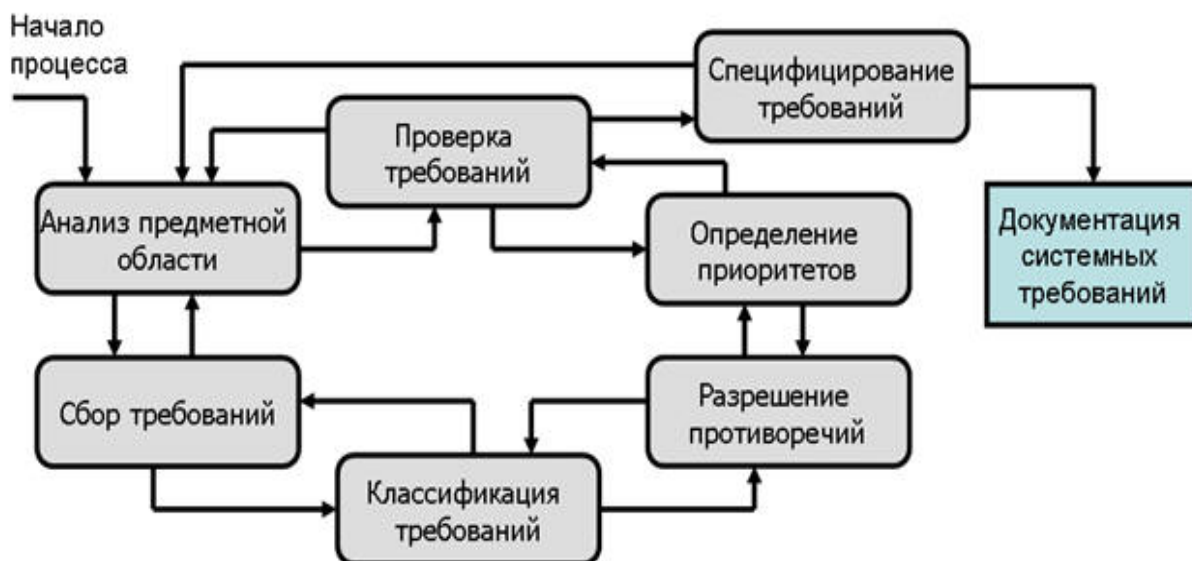 Начало
процесса
Спецификирование
требований
Проверка
требований
Анализ предметной
области
Определение
приоритетов
Документация
системных
требований
Сбор требований
Разрешение
противоречий
Классификация
требований